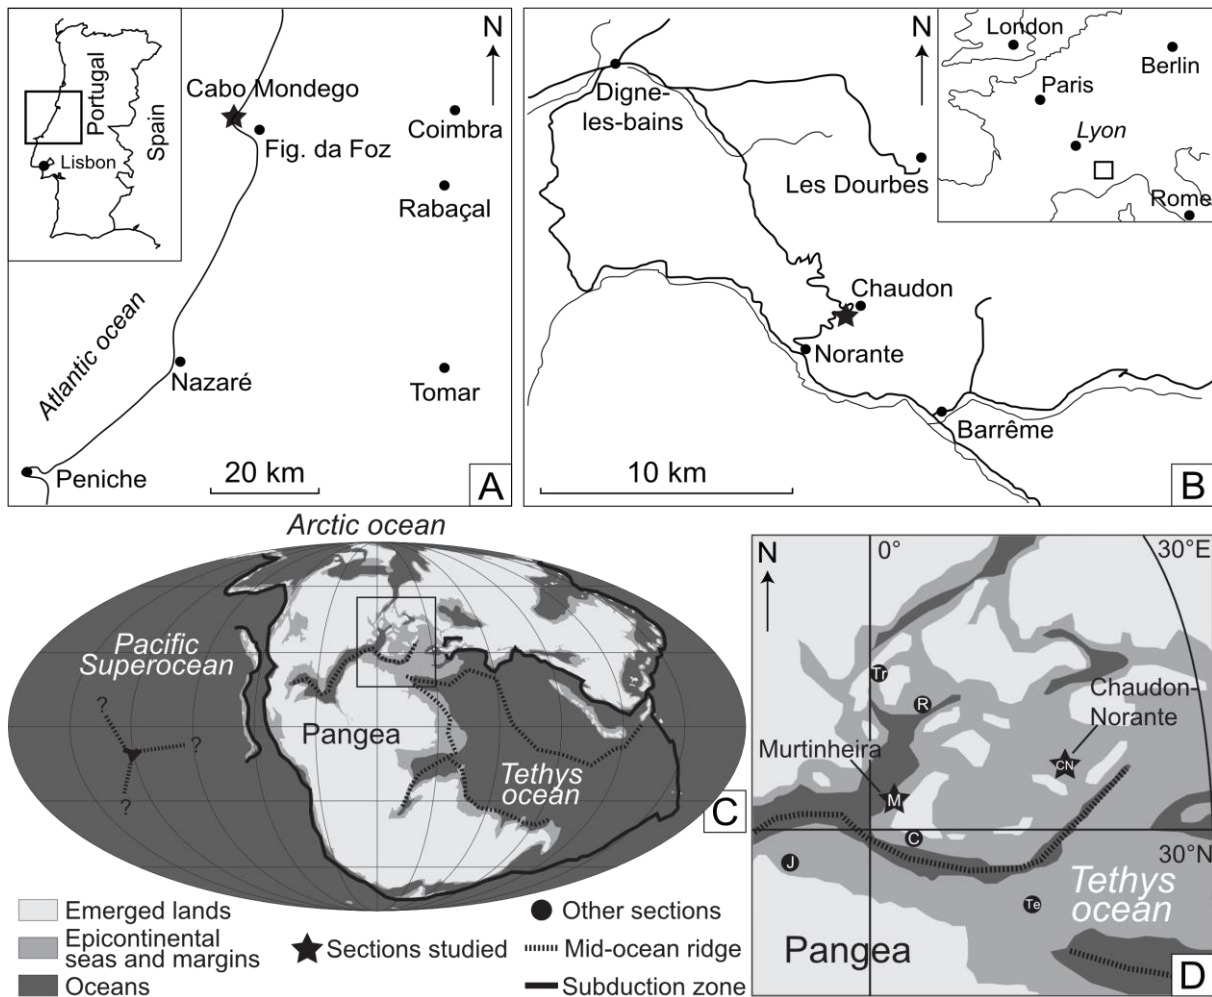 N
Portugal
Spain
Lisbon
Cabo Mondego
Fig. da Foz
Coimbra
Rabaçal
Atlantic ocean
Nazaré
Tomar
Peniche
20 km
A
N
Digne-
les-bains
Les Dourbes
Chaudon
Norante
Barrême
10 km
B
London
Berlin
Paris
Lyon
Rome
Arctic ocean
Pacific
Superocean
?
?
?
Pangea
Tethys
ocean
C
N
0°
30°E
Tr
R
Chaudon-
Norante
Murtinheira
CN
M
C
30°N
J
Te
Tethys
ocean
Pangea
D
Emerged lands
Epicontinental
seas and margins
Oceans
Sections studied
Other sections
Mid-ocean ridge
Subduction zone